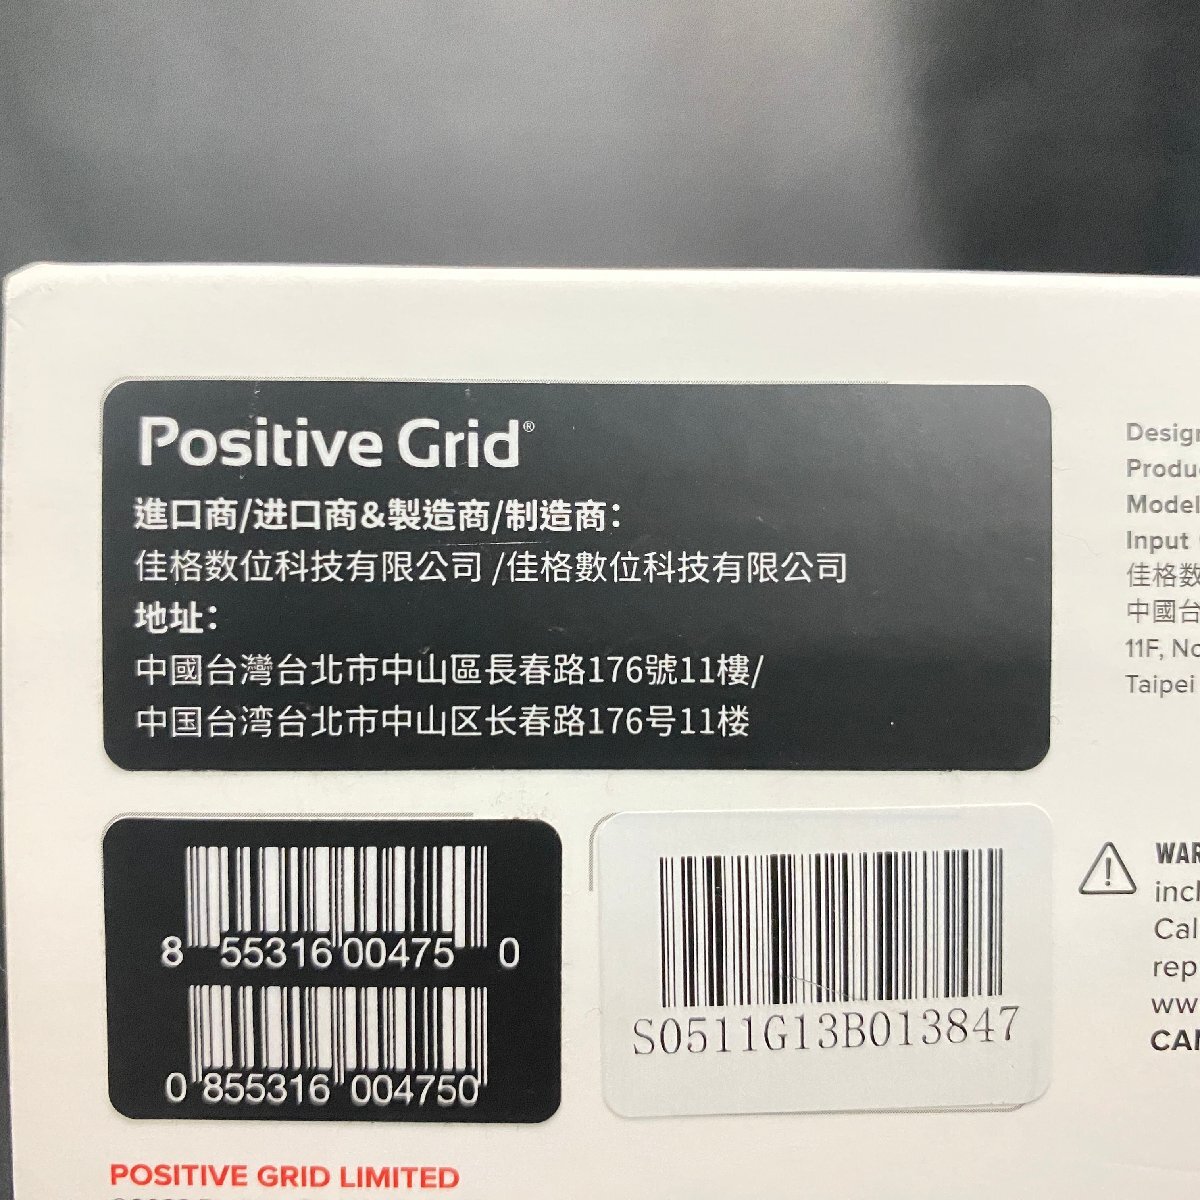 Positive Grid®
進口商/进口商&製造商/制造商：
佳格数位科技有限公司 /佳格數位科技有限公司
地址：
中國台灣台北市中山區長春路176號11樓/
中国台湾台北市中山区长春路176号11楼
8 55316 00475 0
0 855316 004750
S0511G13B013847
POSITIVE GRID LIMITED
Design
Produ
Model
Input
佳格数
中國台
11F, No
Taipei
WAR
incl
Cal
rep
ww
CAN